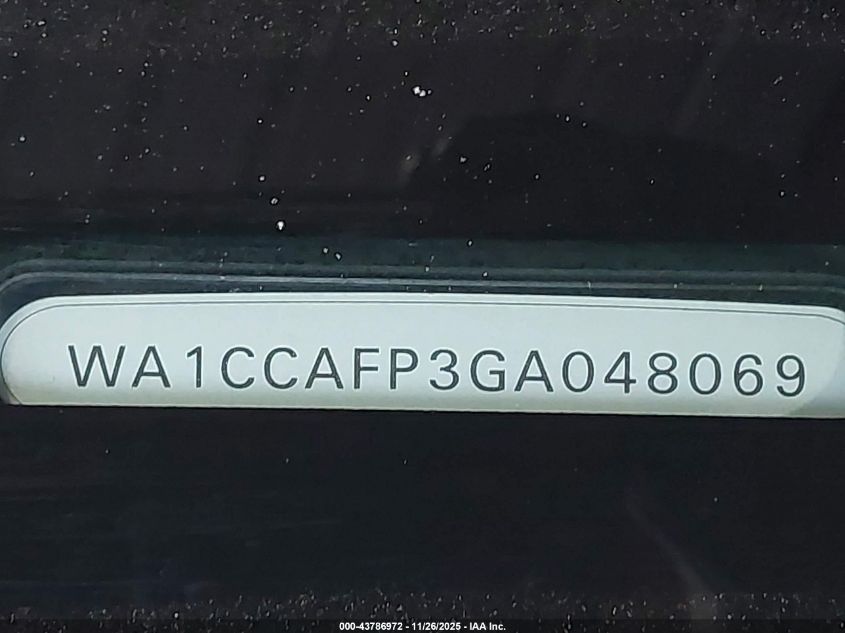 WA1CCAFP3GA048069
000-43786972 - 11/26/2025 - IAA Inc.